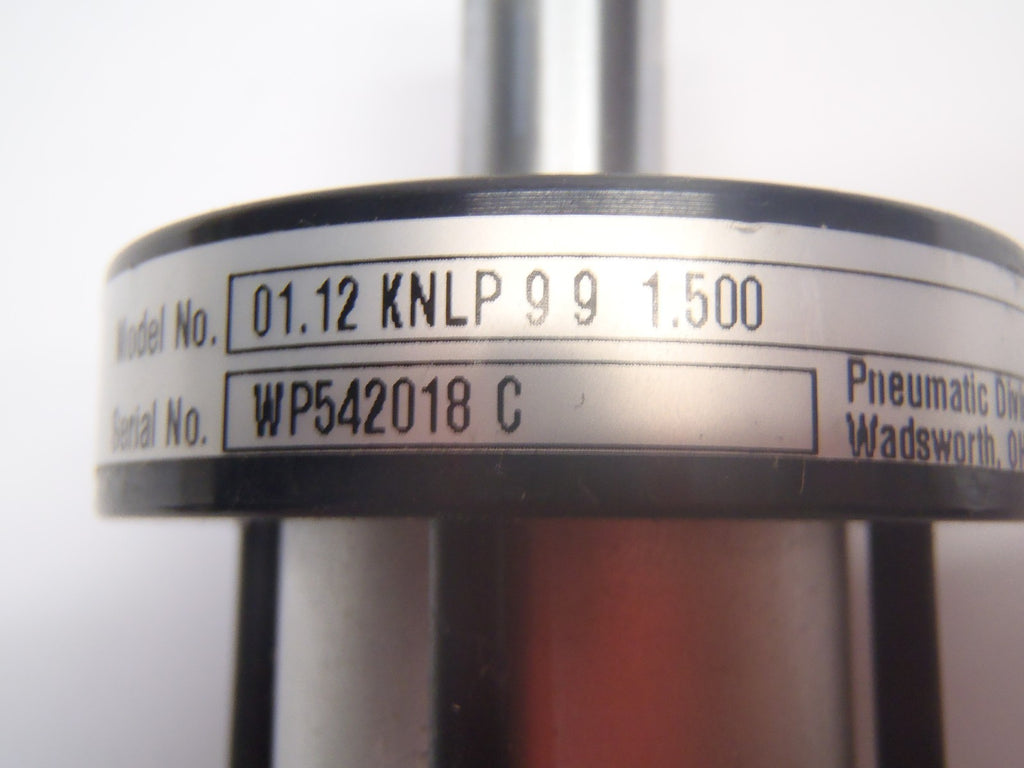 Model No. 01.12 KNLP 9 9 1.500
Serial No. WP542018 C
Pneumatic
Wadsworth,